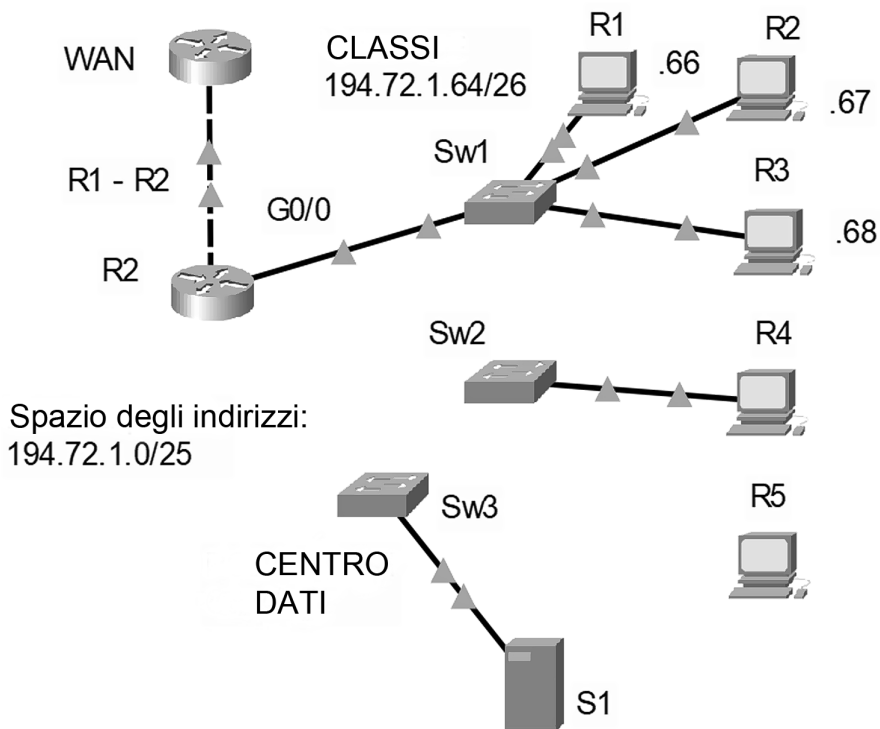 WAN
CLASSI
194.72.1.64/26
R1
.66
R2
.67
Sw1
R1 - R2
G0/0
R3
.68
R2
Sw2
R4
Spazio degli indirizzi:
194.72.1.0/25
Sw3
R5
CENTRO
DATI
S1